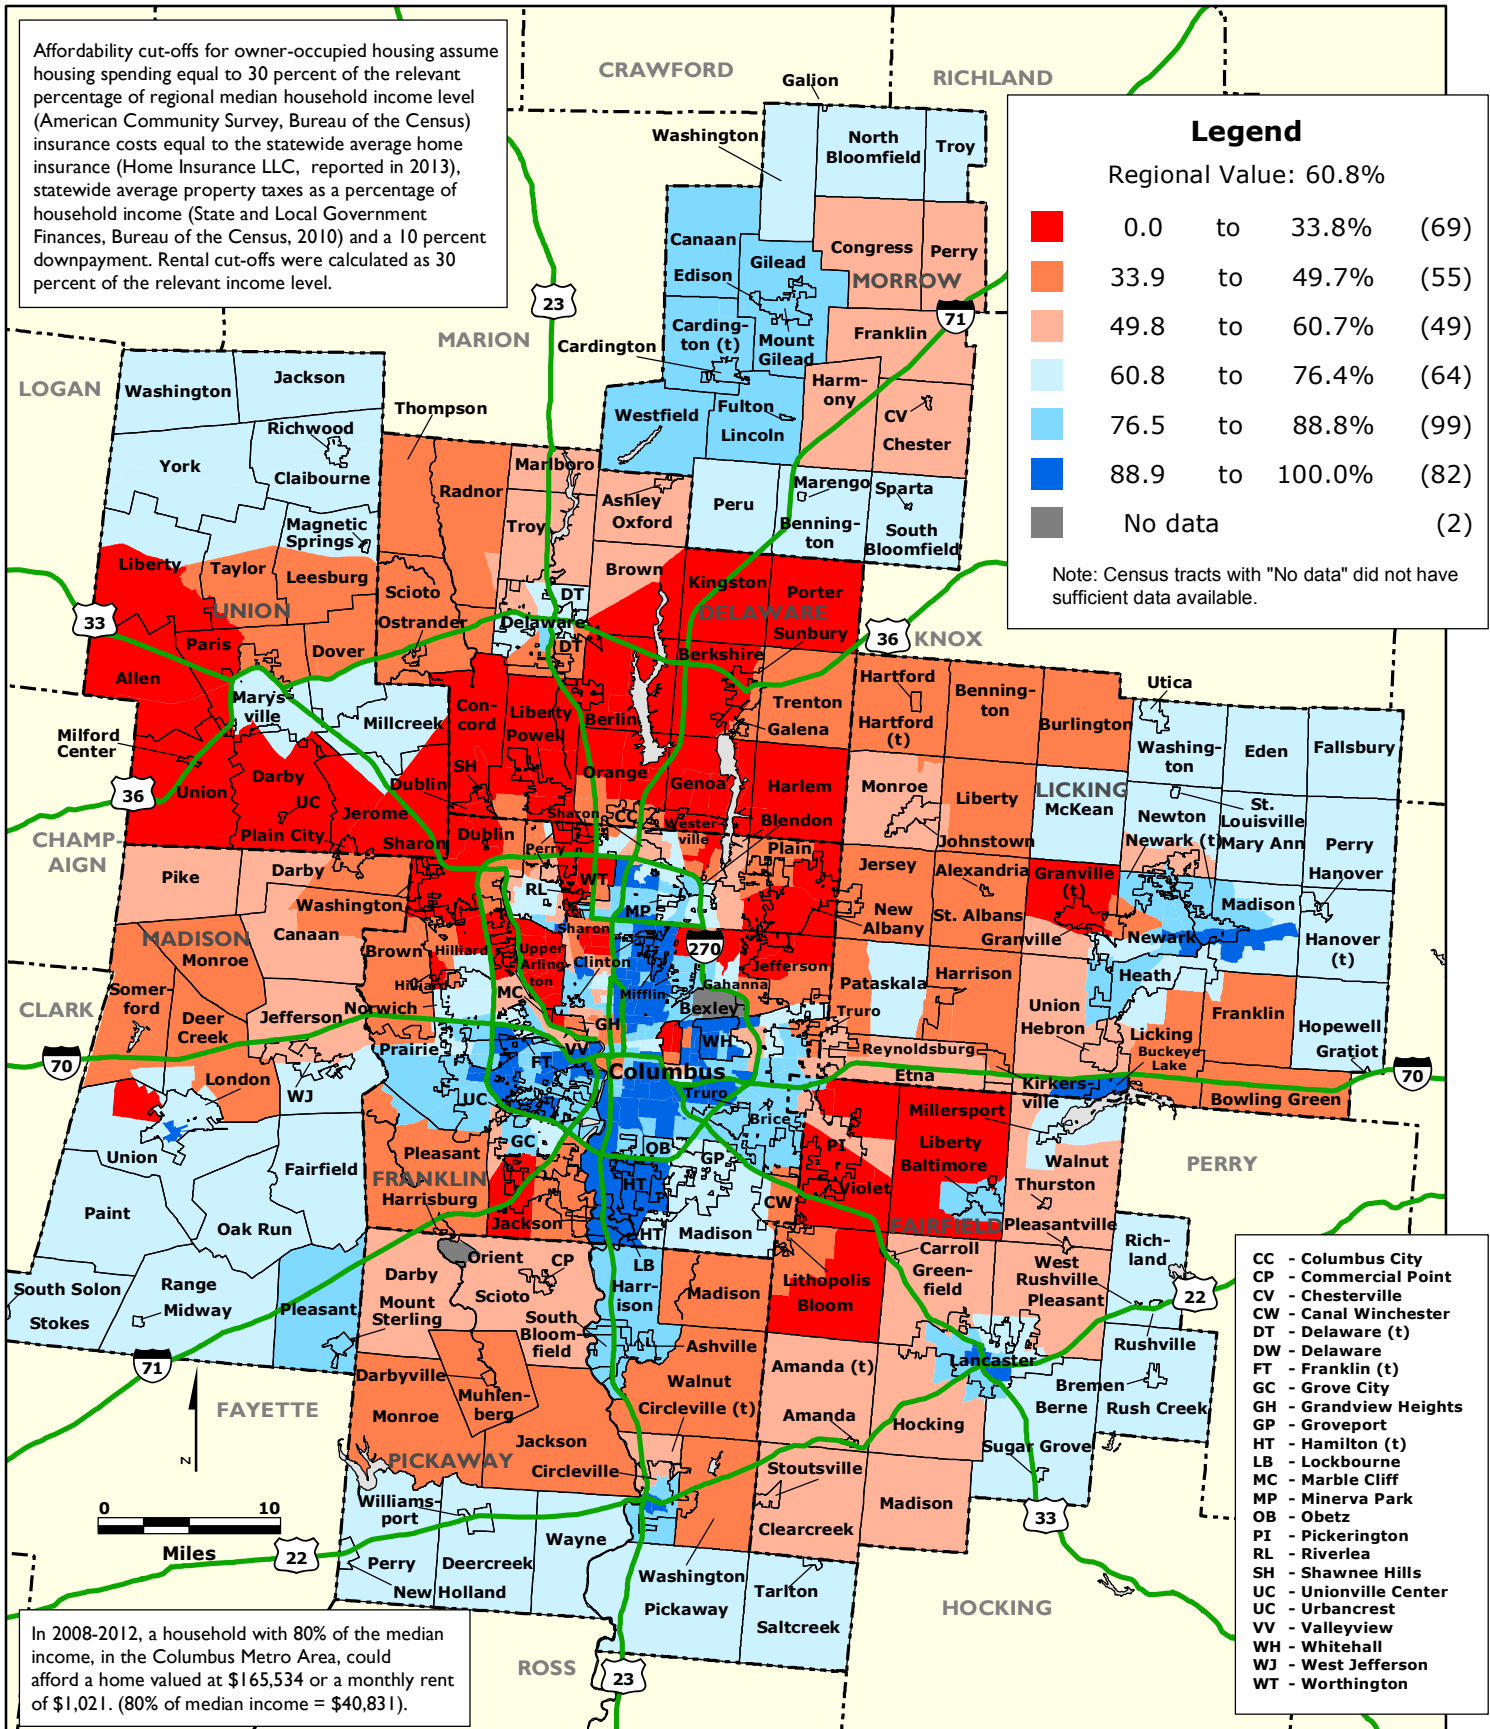 Affordability cut-offs for owner-occupied housing assume
housing spending equal to 30 percent of the relevant
percentage of regional median household income level
(American Community Survey, Bureau of the Census)
insurance costs equal to the statewide average home
insurance (Home Insurance LLC, reported in 2013),
statewide average property taxes as a percentage of
household income (State and Local Government
Finances, Bureau of the Census, 2010) and a 10 percent
downpayment. Rental cut-offs were calculated as 30
percent of the relevant income level.
CRAWFORD
RICHLAND
Galion
Washington
North
Bloomfield
Troy
Legend
Regional Value: 60.8%
0.0 to 33.8% (69)
33.9 to 49.7% (55)
49.8 to 60.7% (49)
60.8 to 76.4% (64)
76.5 to 88.8% (99)
88.9 to 100.0% (82)
No data (2)
Note: Census tracts with "No data" did not have
sufficient data available.
Canaan
Edison
Gilead
Congress
Perry
MORROW
23
71
MARION
Cardington
Carding-
ton (t)
Mount
Gilead
Franklin
LOGAN
Washington
Jackson
Thompson
Harm-
ony
CV
Chester
Westfield
Fulton
Lincoln
Richwood
York
Claibourne
Marlboro
Radnor
Ashley
Oxford
Peru
Marengo
Sparta
Troy
Benning-
ton
South
Bloomfield
Magnetic
Springs
Liberty
Taylor
Leesburg
Scioto
Brown
Kingston
Porter
DELAWARE
Sunbury
UNION
Ostrander
DT
Delaware
DT
33
36
KNOX
Paris
Dover
Berkshire
Allen
Marys-
ville
Millcreek
Con-
cord
Liberty
Powell
Berlin
Trenton
Galena
Hartford
Hartford
(t)
Benning-
ton
Burlington
Utica
Washing-
ton
Eden
Fallsbury
Milford
Center
Union
Darby
UC
Plain City
Jerome
Dublin
SH
Orange
Genoa
Harlem
Monroe
Liberty
LICKING
McKean
Newton
St.
Louisville
36
CHAMP-
AIGN
Sharon
Dublin
Sharon
CC
Wester-
ville
Blendon
Johnstown
Newark (t)
Mary Ann
Perry
Pike
Darby
Perry
Plain
Jersey
Alexandria
Granville
(t)
Hanover
Washington
RL
WT
MP
New
Albany
St. Albans
Madison
MADISON
Monroe
Canaan
Brown
Hilliard
Upper
Arling-
ton
Sharon
Clinton
270
Jefferson
Granville
Newark
Hanover
(t)
CLARK
Somer-
ford
Deer
Creek
Jefferson
Norwich
Hilliard
MC
Mifflin
Gahanna
Bexley
Pataskala
Harrison
Heath
Truro
Union
Hebron
Licking
Buckeye
Lake
Franklin
Hopewell
Gratiot
70
Prairie
GH
VV
FT
WH
Columbus
Reynoldsburg
Etna
Kirkers-
ville
Bowling Green
70
London
WJ
UC
Truro
Brice
Millersport
Union
Fairfield
Pleasant
GC
OB
GP
PI
Liberty
Baltimore
Walnut
PERRY
FRANKLIN
Harrisburg
HT
Violet
Thurston
Paint
Oak Run
Jackson
HT
Madison
CW
FAIRFIELD
Pleasantville
Rich-
land
Orient
CP
LB
Carroll
West
Rushville
Darby
Scioto
Harr-
ison
Madison
Lithopolis
Bloom
Green-
field
Pleasant
South Solon
Range
Midway
Pleasant
Mount
Sterling
South
Bloom-
field
22
Stokes
Ashville
Amanda (t)
Lancaster
Rushville
71
Darbyville
Muhlen-
berg
Walnut
Circleville (t)
Bremen
Berne
Rush Creek
FAYETTE
Monroe
Amanda
Hocking
Jackson
Sugar Grove
PICKAWAY
Circleville
Stoutsville
z
0 10
Miles
Williams-
port
Clearcreek
Madison
33
22
Wayne
Perry
Deercreek
New Holland
Washington
Pickaway
Tarlton
Saltcreek
HOCKING
ROSS
23
In 2008-2012, a household with 80% of the median
income, in the Columbus Metro Area, could
afford a home valued at $165,534 or a monthly rent
of $1,021. (80% of median income = $40,831).
CC - Columbus City
CP - Commercial Point
CV - Chesterville
CW - Canal Winchester
DT - Delaware (t)
DW - Delaware
FT - Franklin (t)
GC - Grove City
GH - Grandview Heights
GP - Groveport
HT - Hamilton (t)
LB - Lockbourne
MC - Marble Cliff
MP - Minerva Park
OB - Obetz
PI - Pickerington
RL - Riverlea
SH - Shawnee Hills
UC - Unionville Center
UC - Urbancrest
VV - Valleyview
WH - Whitehall
WJ - West Jefferson
WT - Worthington